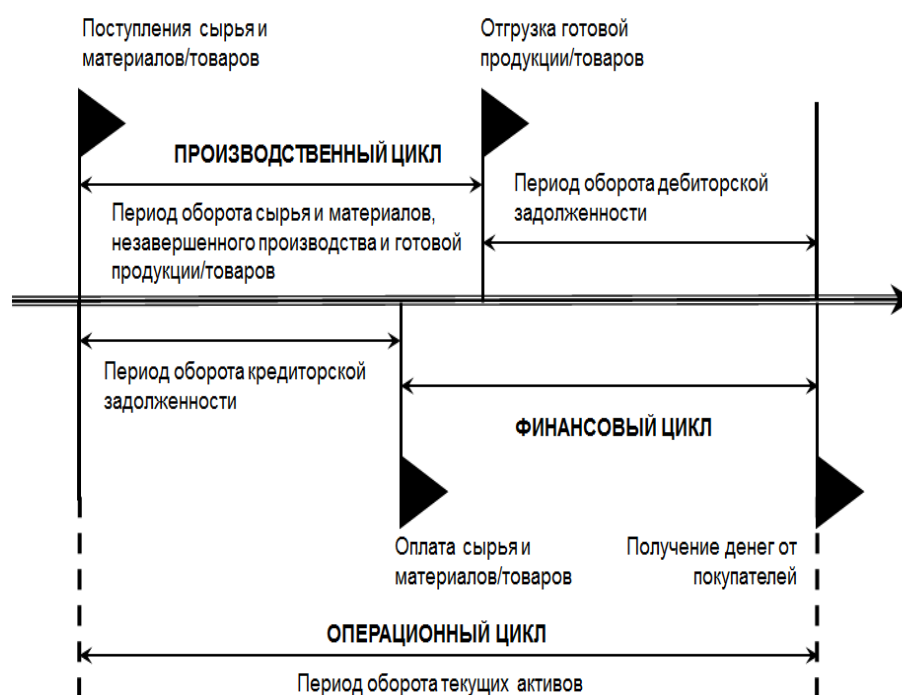 Поступления сырья и
материалов/товаров
Отгрузка готовой
продукции/товаров
ПРОИЗВОДСТВЕННЫЙ ЦИКЛ
Период оборота дебиторской
задолженности
Период оборота сырья и материалов,
незавершенного производства и готовой
продукции/товаров
Период оборота кредиторской
задолженности
ФИНАНСОВЫЙ ЦИКЛ
Оплата сырья и
материалов/товаров
Получение денег от
покупателей
ОПЕРАЦИОННЫЙ ЦИКЛ
Период оборота текущих активов